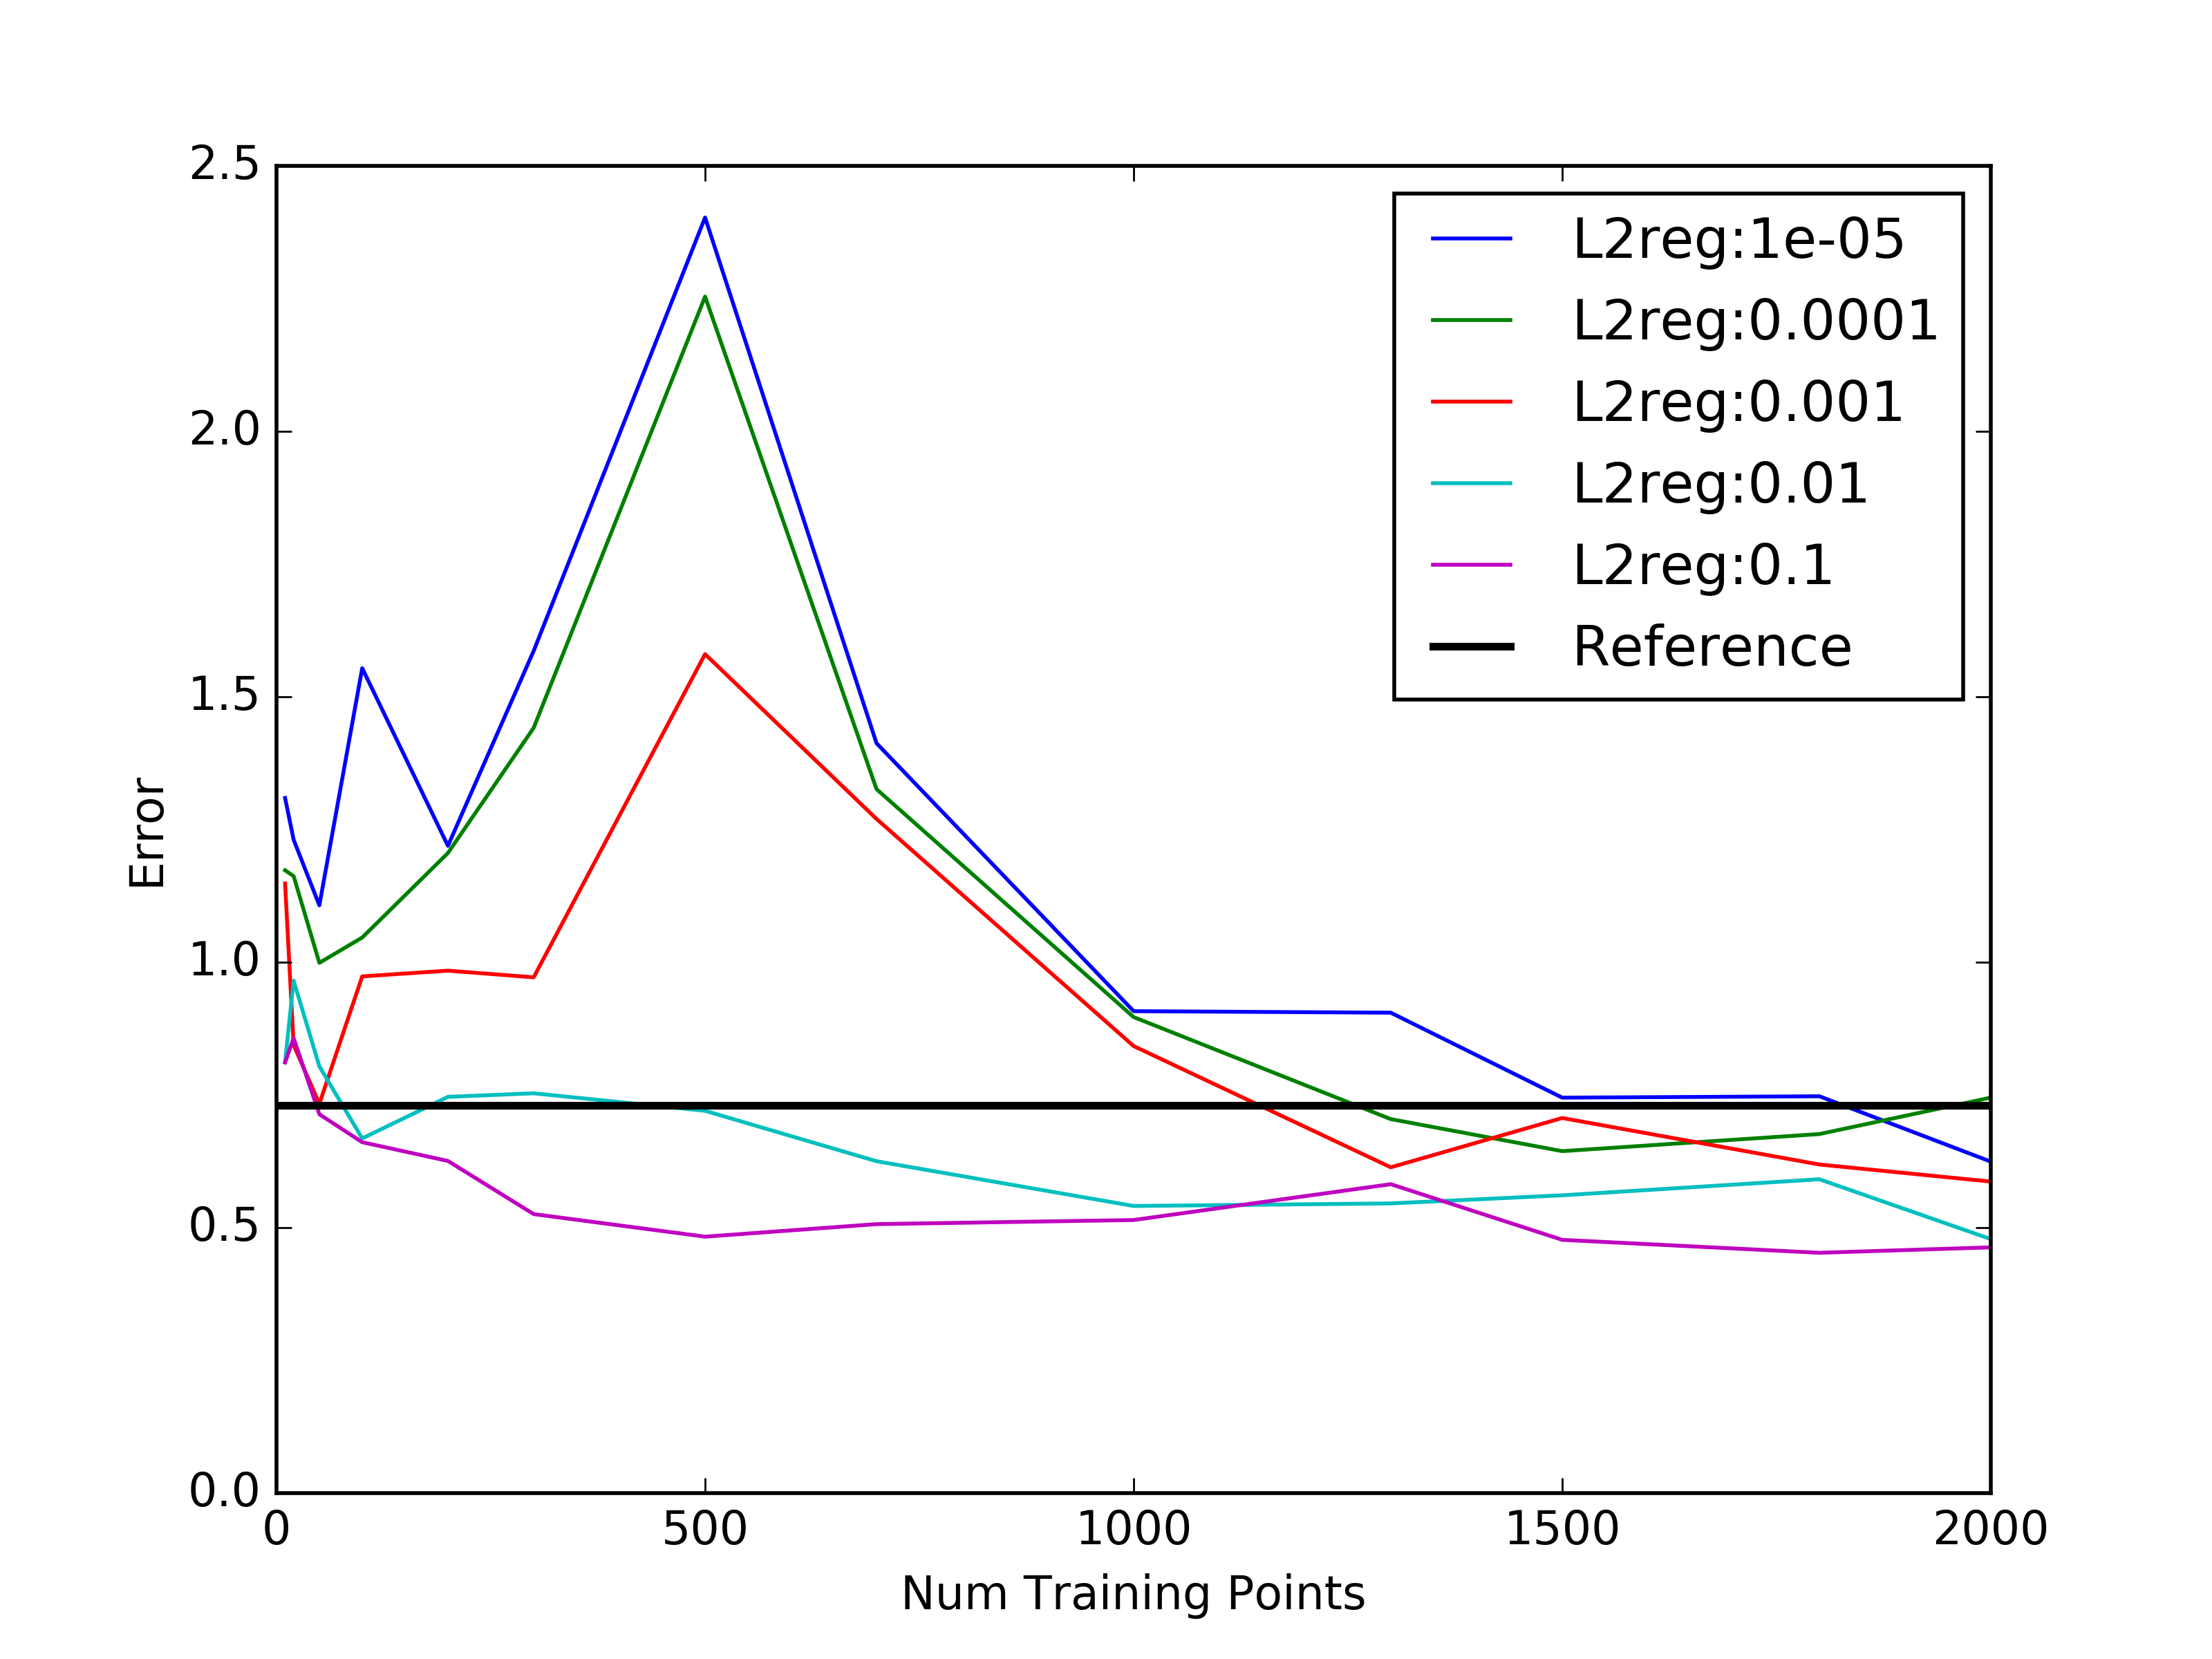 2.5
2.0
1.5
1.0
0.5
0.0
Error
L2reg:1e-05
L2reg:0.0001
L2reg:0.001
L2reg:0.01
L2reg:0.1
Reference
0 500 1000 1500 2000
Num Training Points